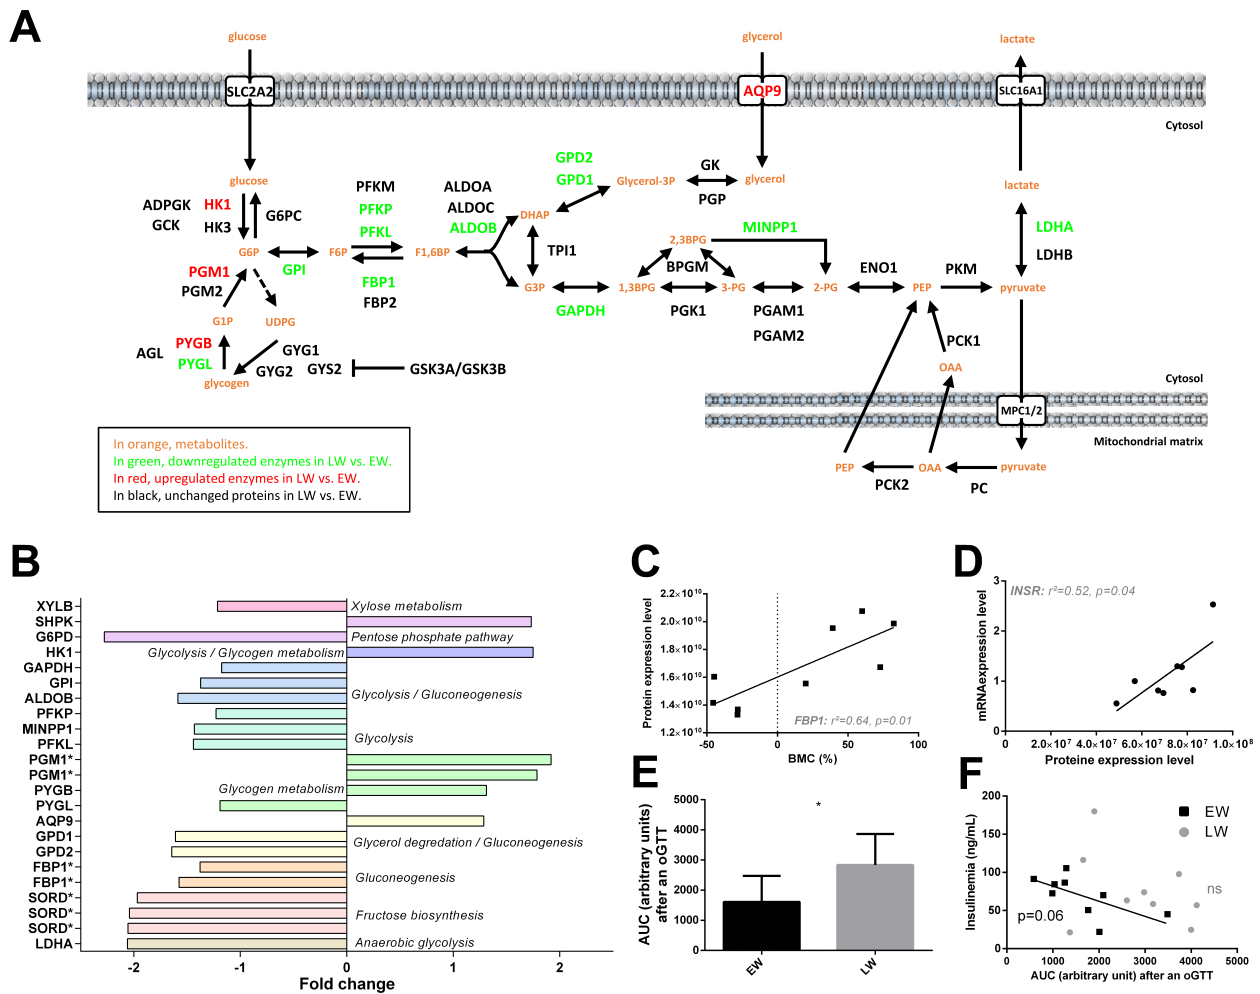 A
glucose
glycerol
lactate
SLC2A2
AQP9
SLC16A1
Cytosol
glucose
ADPGK
GCK
HK1
HK3
G6PC
PFKM
PFKP
PFKL
ALDOA
ALDOC
ALDOB
GPD2
GPD1
Glycerol-3P
GK
PGP
glycerol
lactate
DHAP
TPI1
2,3BPG
MINPP1
LDHA
LDHB
G6P
GPI
F6P
F1,6BP
FBP1
FBP2
PGM1
PGM2
G3P
GAPDH
1,3BPG
BPGM
PGK1
3-PG
PGAM1
PGAM2
2-PG
ENO1
PEP
PKM
pyruvate
G1P
UDPG
AGL
PYGB
PYGL
GYG1
GYG2
GYS2
GSK3A/GSK3B
glycogen
PCK1
OAA
Cytosol
MPC1/2
Mitochondrial matrix
PEP
PCK2
OAA
PC
pyruvate
In orange, metabolites.
In green, downregulated enzymes in LW vs. EW.
In red, upregulated enzymes in LW vs. EW.
In black, unchanged proteins in LW vs. EW.
B
XYLB
SHPK
G6PD
HK1
GAPDH
GPI
ALDOB
PFKP
MINPP1
PFKL
PGM1*
PGM1*
PYGB
PYGL
AQP9
GPD1
GPD2
FBP1*
FBP1*
SORD*
SORD*
SORD*
LDHA
Xylose metabolism
Pentose phosphate pathway
Glycolysis / Glycogen metabolism
Glycolysis / Gluconeogenesis
Glycolysis
Glycogen metabolism
Glycerol degradation / Gluconeogenesis
Gluconeogenesis
Fructose biosynthesis
Anaerobic glycolysis
-2
-1
0
1
2
Fold change
C
Protein expression level
2.2×10¹⁰
2.0×10¹⁰
1.8×10¹⁰
1.6×10¹⁰
1.4×10¹⁰
1.2×10¹⁰
FBP1: r²=0.64, p=0.01
-50
0
50
100
BMC (%)
D
mRNAexpression level
3
2
1
0
INSR: r²=0.52, p=0.04
0
2.0×10⁷
4.0×10⁷
6.0×10⁷
8.0×10⁷
1.0×10⁸
Proteine expression level
E
AUC (arbitrary units)
after an oGTT
5000
4000
3000
2000
1000
0
*
EW
LW
F
Insulinemia (ng/mL)
200
150
100
50
0
EW
LW
ns
p=0.06
0
1000
2000
3000
4000
5000
AUC (arbitrary unit) after an oGTT